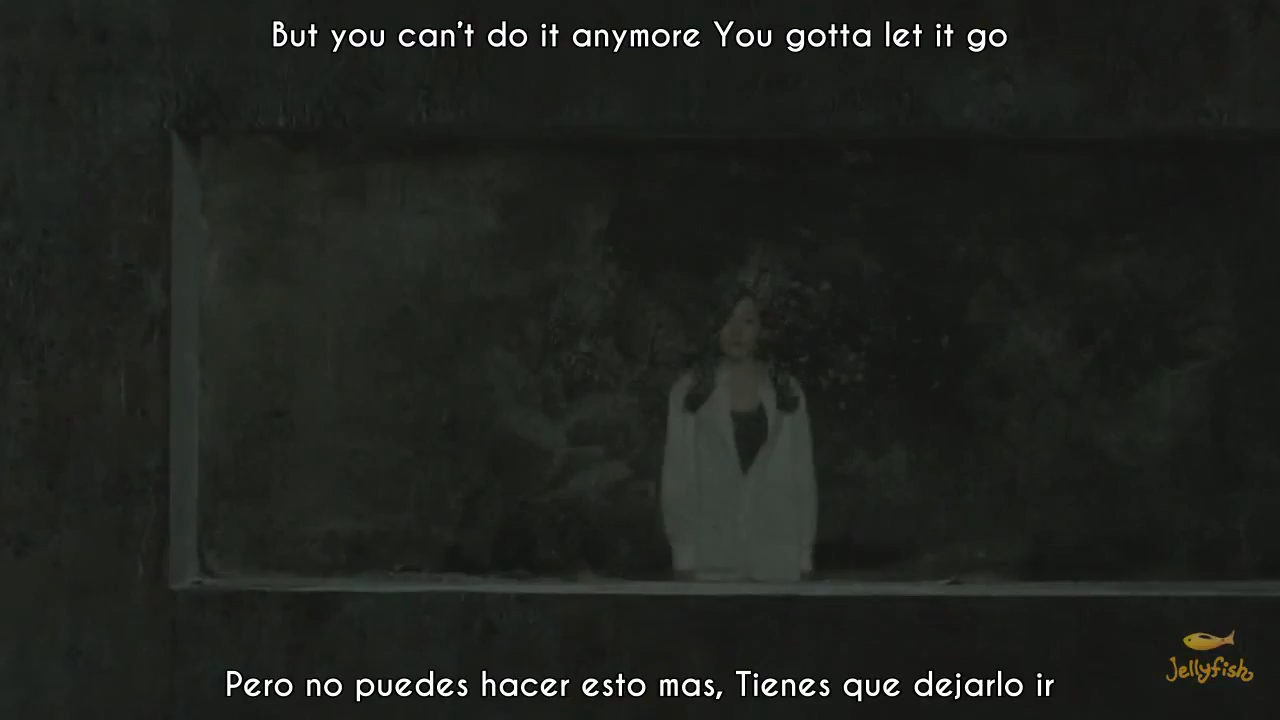 But you can't do it anymore You gotta let it go
Jellyfish
Pero no puedes hacer esto mas, Tienes que dejarlo ir